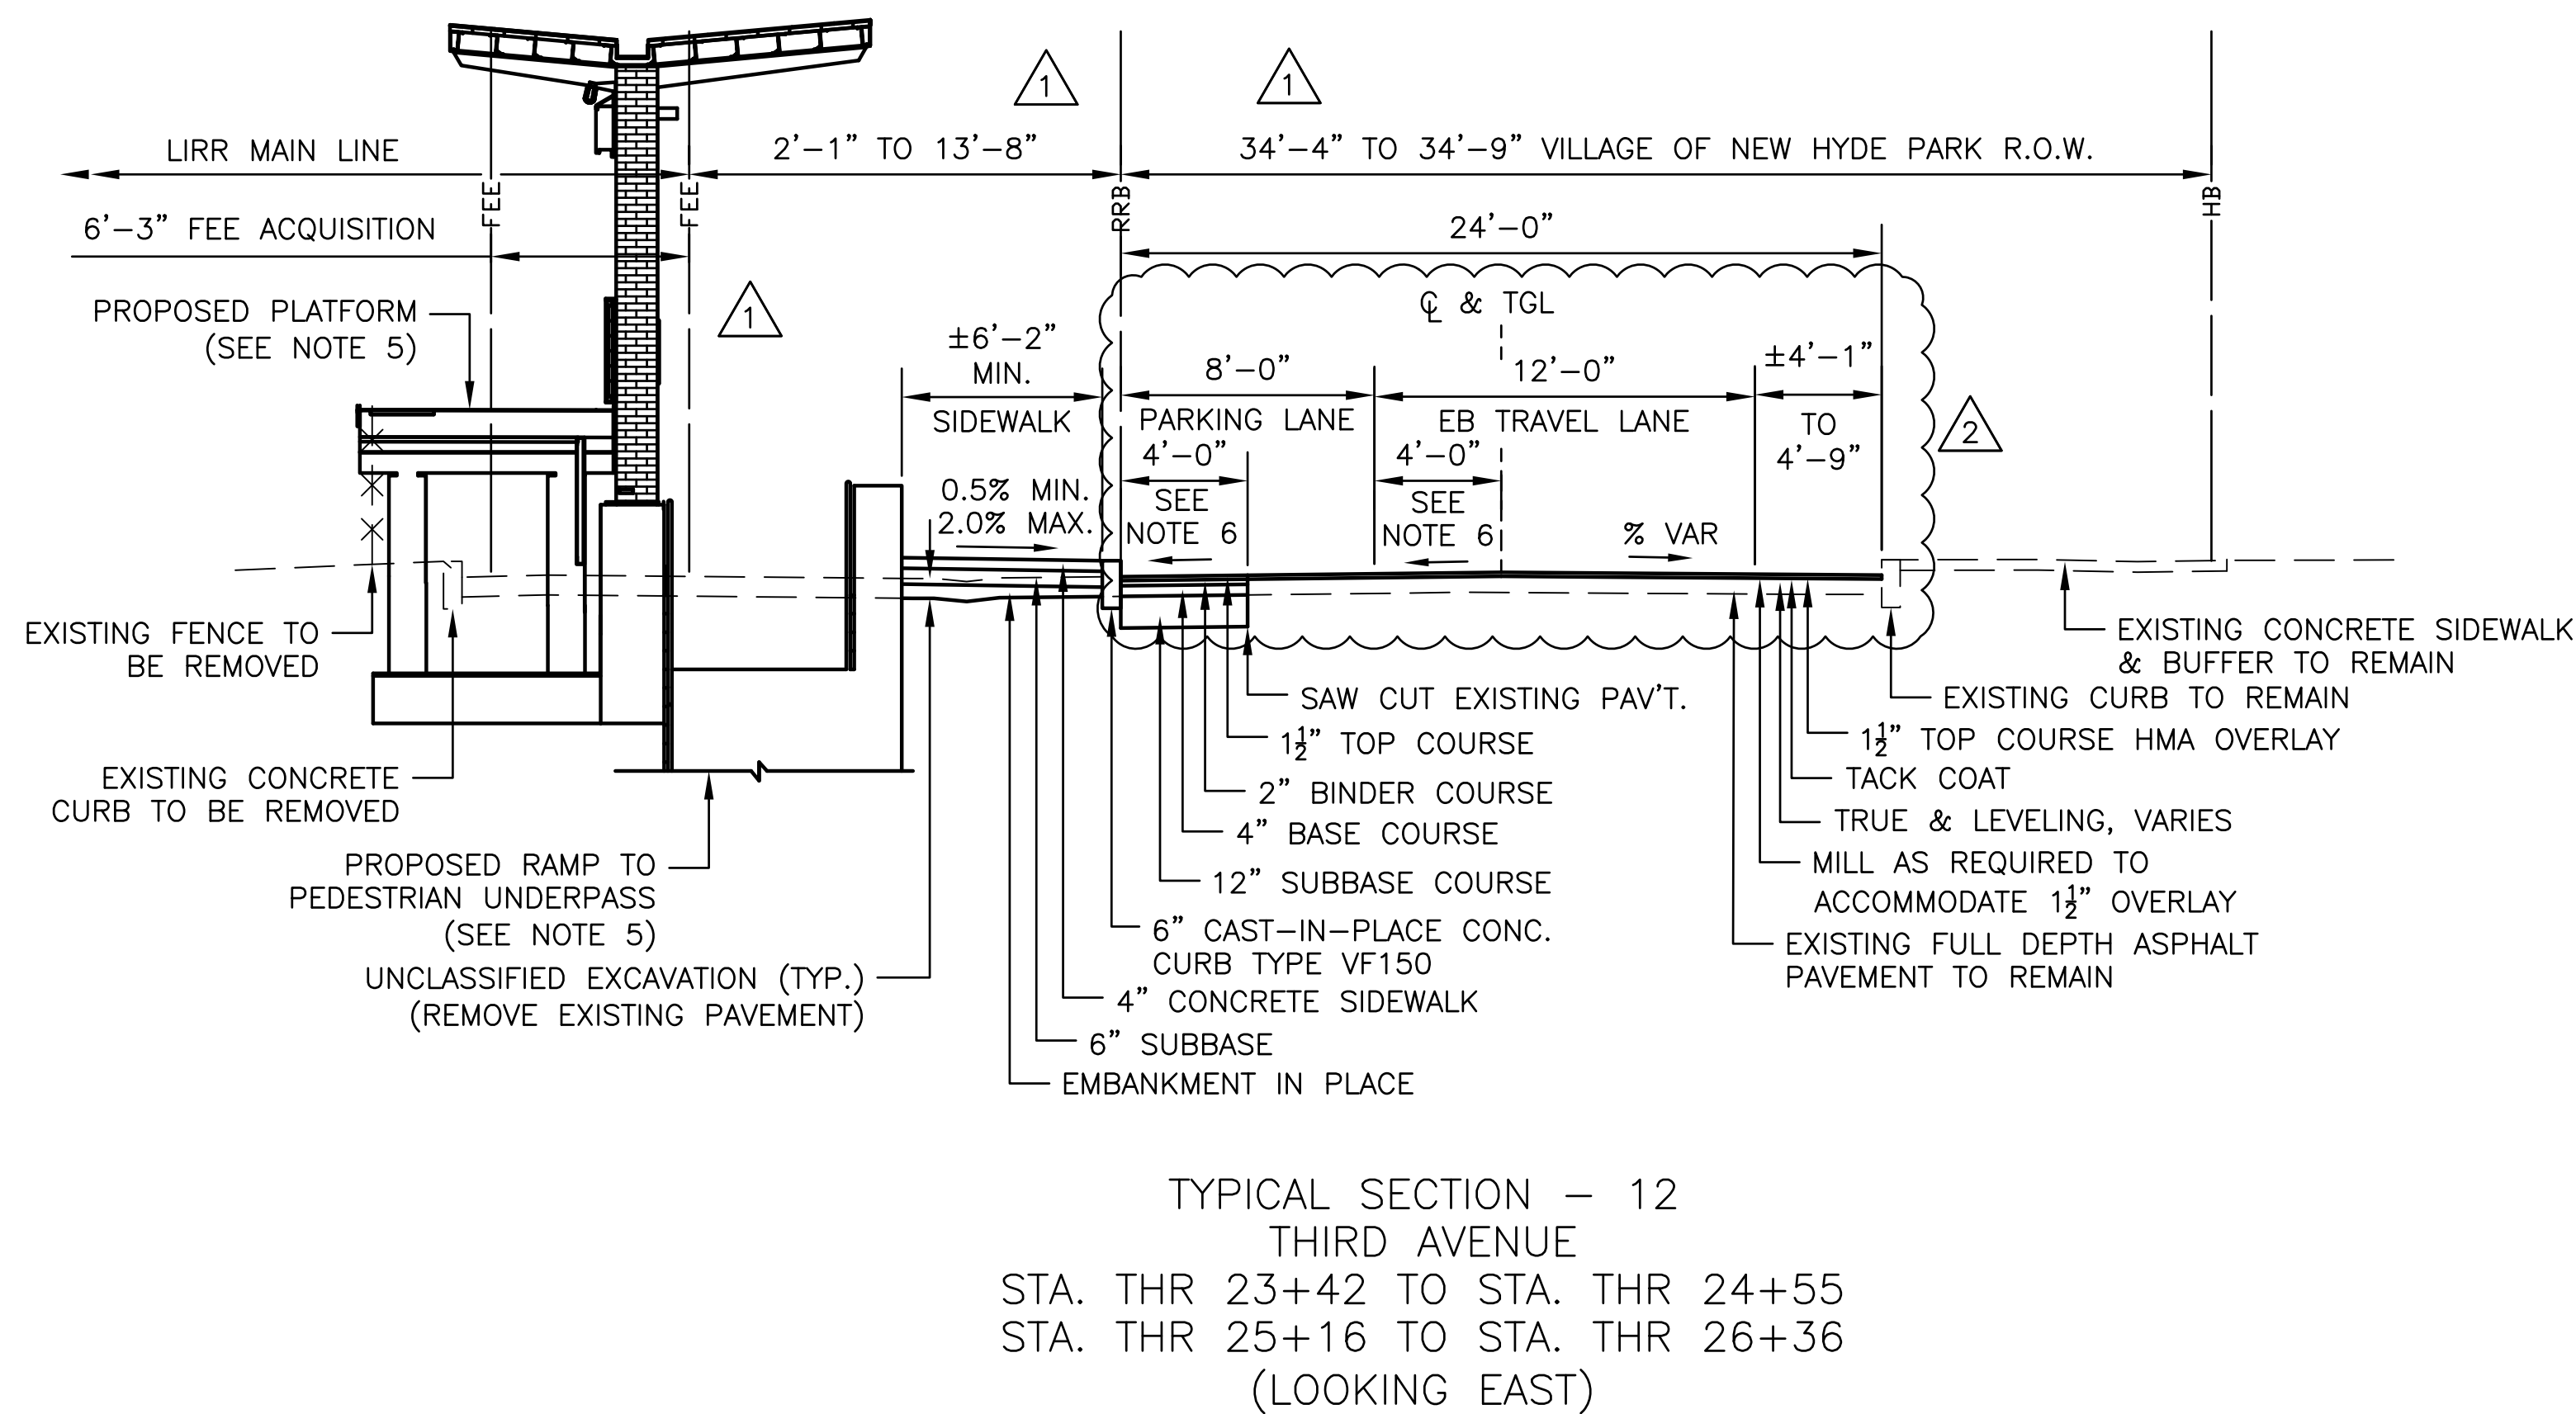 1
1
LIRR MAIN LINE
2'-1" TO 13'-8"
34'-4" TO 34'-9" VILLAGE OF NEW HYDE PARK R.O.W.
FEE
FEE
RRB
HB
6'-3" FEE ACQUISITION
24'-0"
PROPOSED PLATFORM
(SEE NOTE 5)
1
℄ & TGL
±6'-2"
MIN.
SIDEWALK
8'-0"
PARKING LANE
12'-0"
EB TRAVEL LANE
±4'-1"
TO
4'-9"
2
4'-0"
SEE
NOTE 6
4'-0"
SEE
NOTE 6
0.5% MIN.
2.0% MAX.
% VAR
EXISTING FENCE TO
BE REMOVED
EXISTING CONCRETE
CURB TO BE REMOVED
PROPOSED RAMP TO
PEDESTRIAN UNDERPASS
(SEE NOTE 5)
UNCLASSIFIED EXCAVATION (TYP.)
(REMOVE EXISTING PAVEMENT)
SAW CUT EXISTING PAV'T.
1½" TOP COURSE
2" BINDER COURSE
4" BASE COURSE
12" SUBBASE COURSE
6" CAST-IN-PLACE CONC.
CURB TYPE VF150
4" CONCRETE SIDEWALK
6" SUBBASE
EMBANKMENT IN PLACE
EXISTING CONCRETE SIDEWALK
& BUFFER TO REMAIN
EXISTING CURB TO REMAIN
1½" TOP COURSE HMA OVERLAY
TACK COAT
TRUE & LEVELING, VARIES
MILL AS REQUIRED TO
ACCOMMODATE 1½" OVERLAY
EXISTING FULL DEPTH ASPHALT
PAVEMENT TO REMAIN
TYPICAL SECTION - 12
THIRD AVENUE
STA. THR 23+42 TO STA. THR 24+55
STA. THR 25+16 TO STA. THR 26+36
(LOOKING EAST)